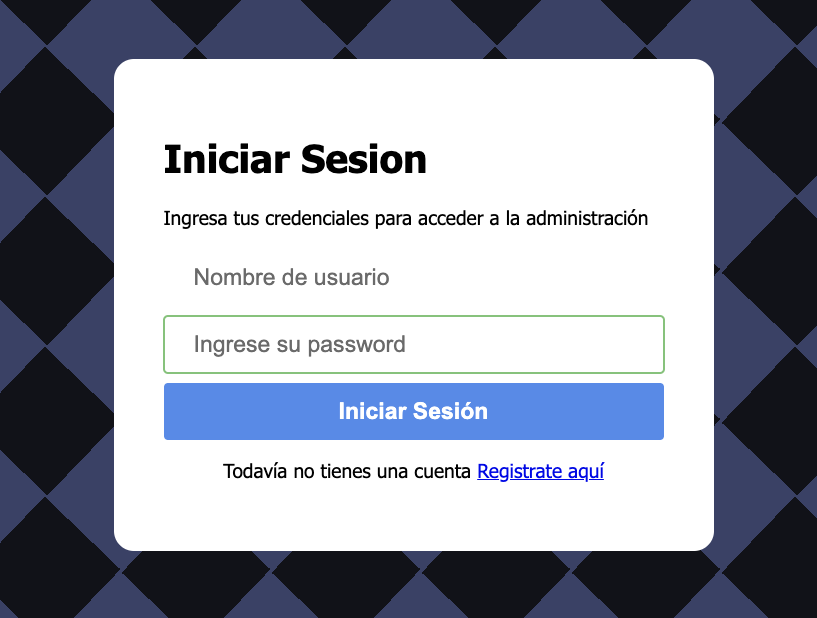 Iniciar Sesion
Ingresa tus credenciales para acceder a la administración
Nombre de usuario
Ingrese su password
Iniciar Sesión
Todavía no tienes una cuenta Registrate aquí